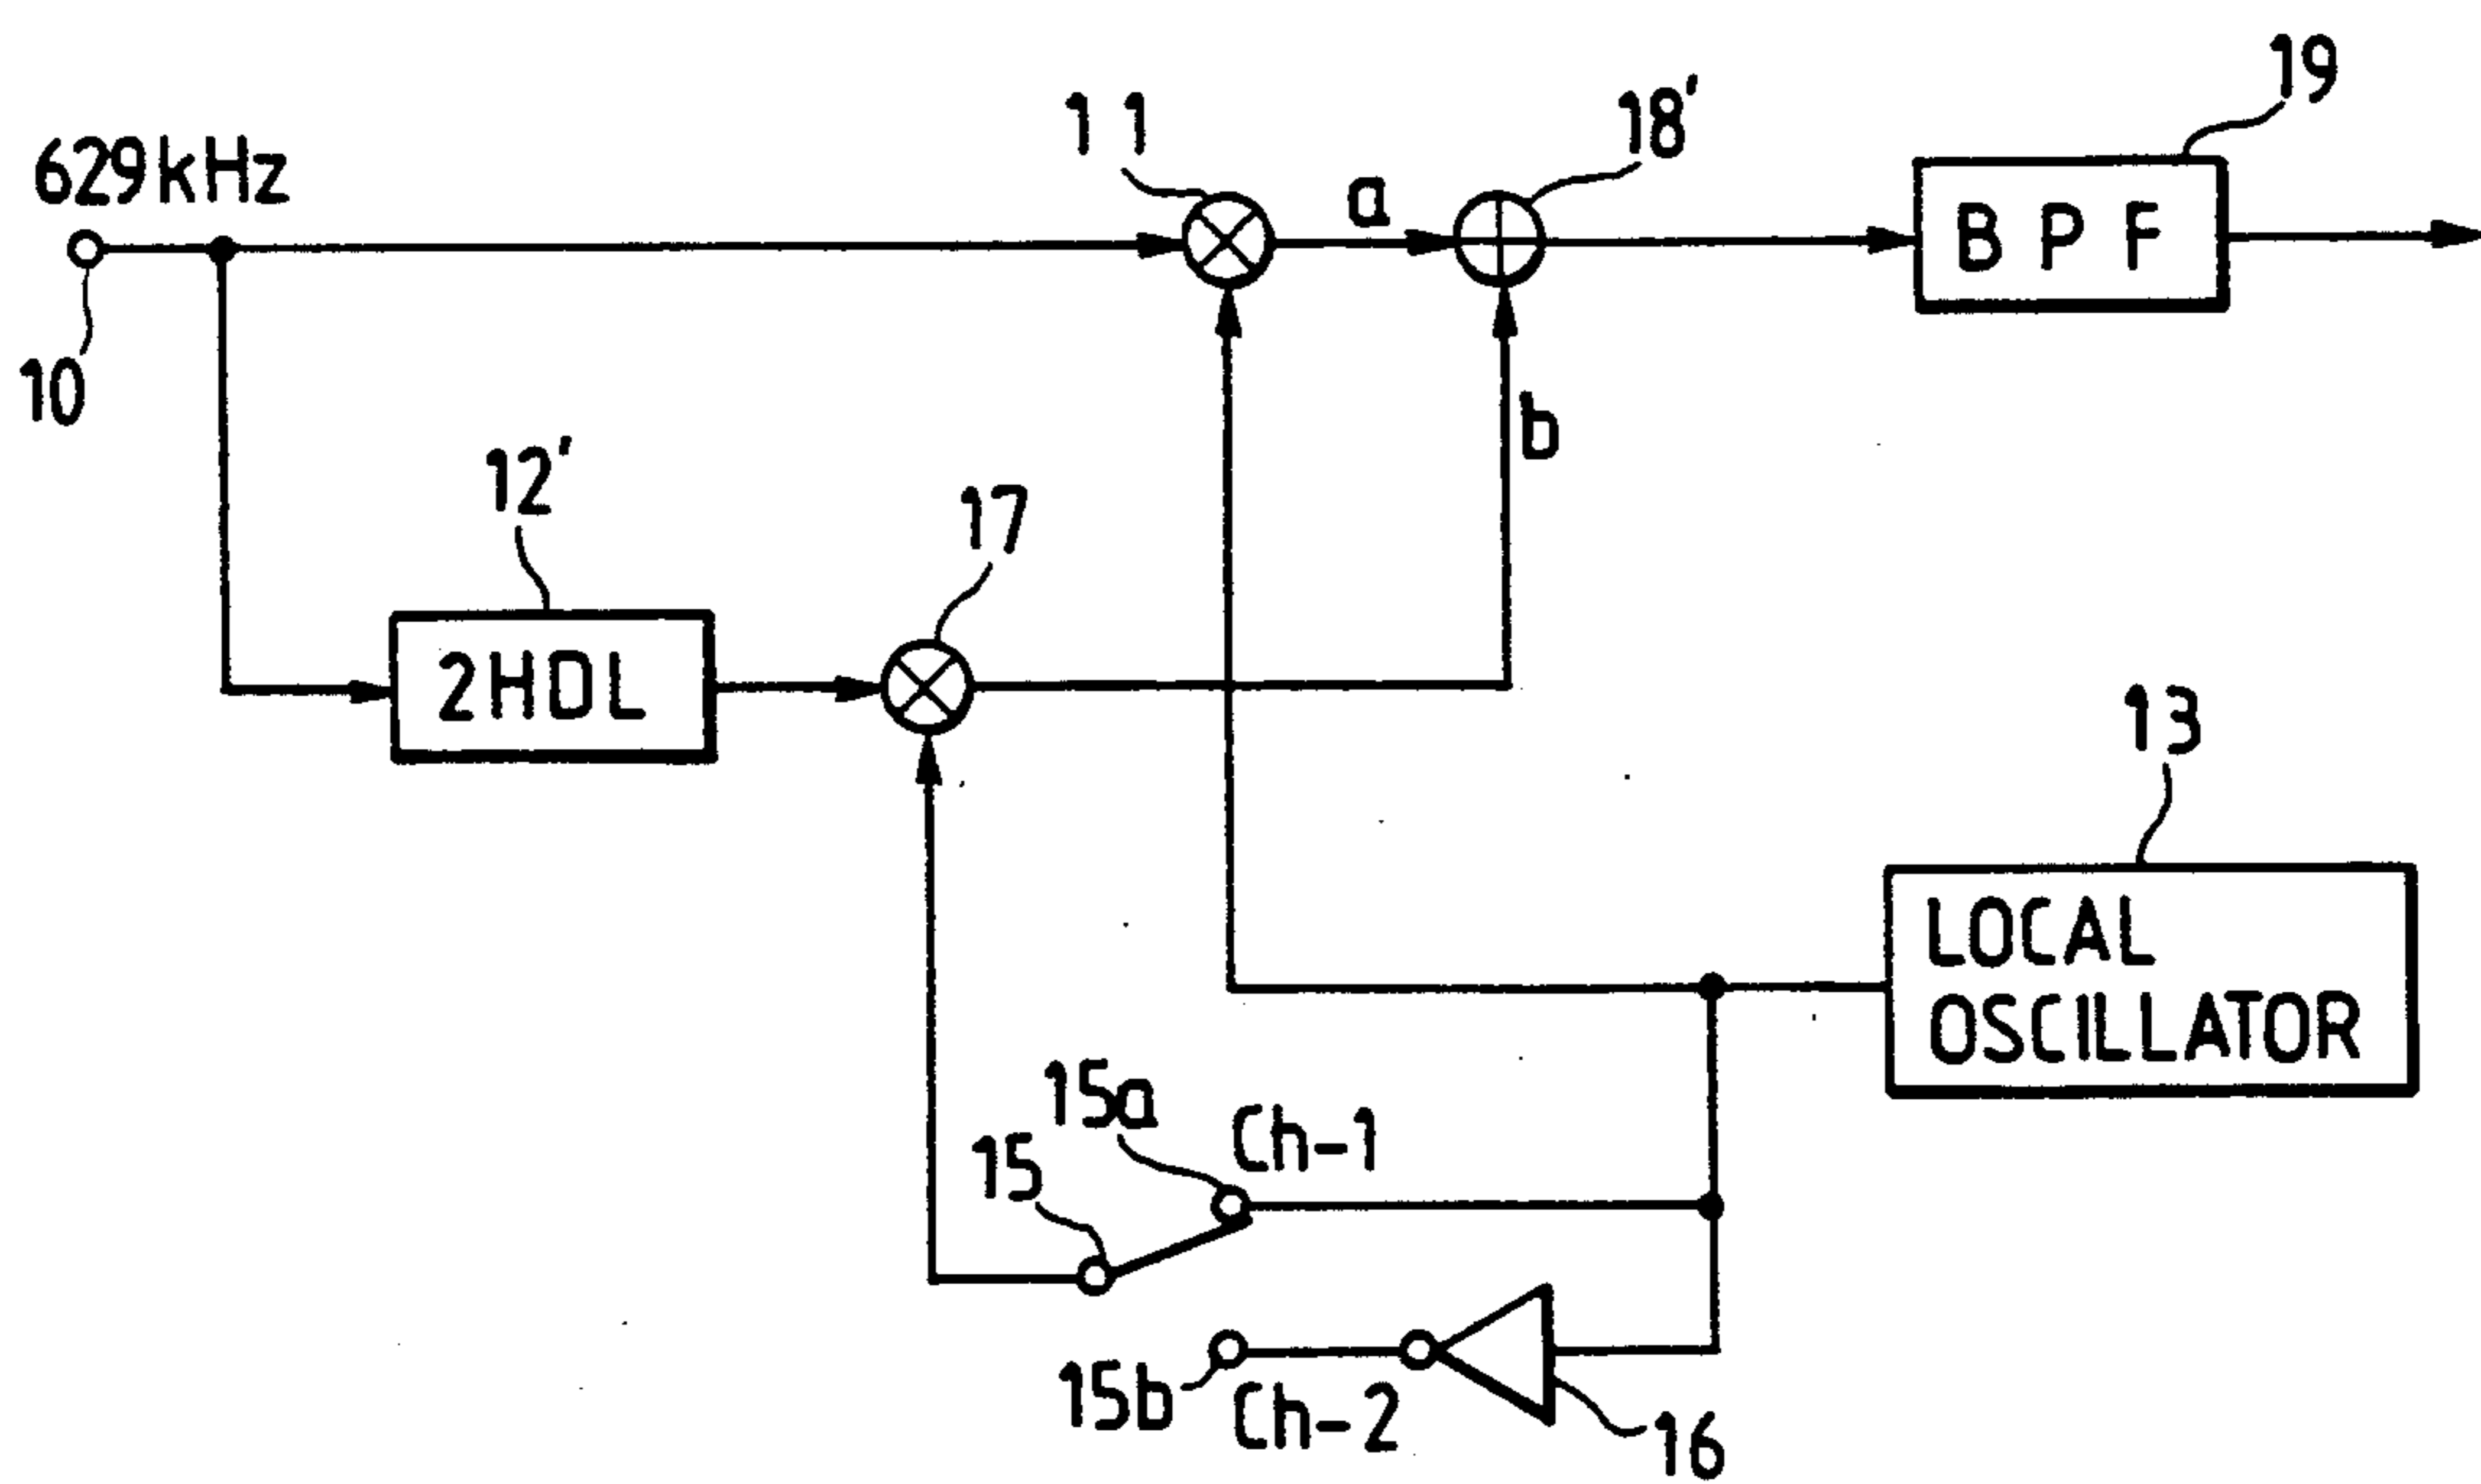 19
11
18'
629kHz
a
BPF
10
b
12'
17
2HDL
13
LOCAL
OSCILLATOR
15a
Ch-1
15
15b
Ch-2
16